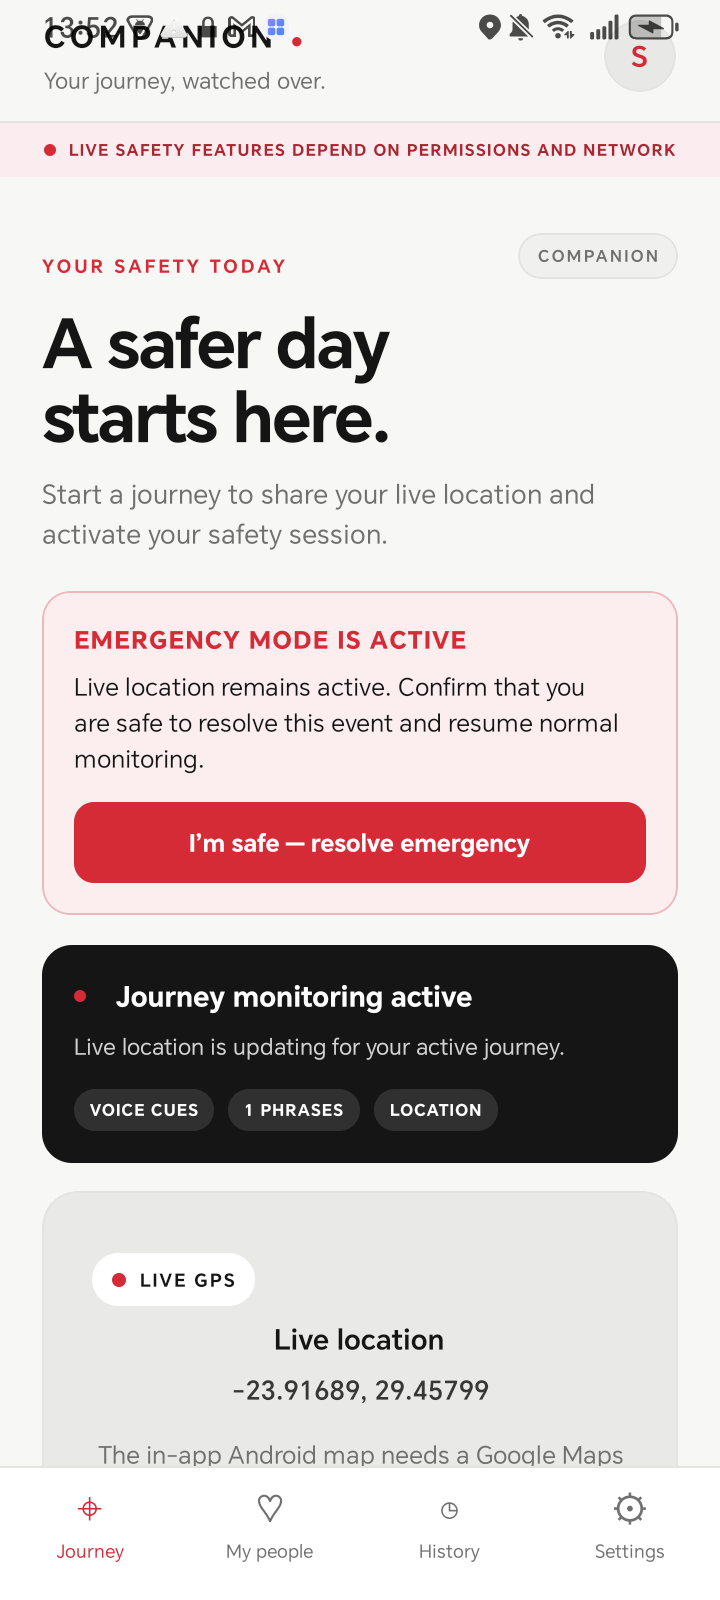 13:52
COMPANION
S
Your journey, watched over.
LIVE SAFETY FEATURES DEPEND ON PERMISSIONS AND NETWORK
YOUR SAFETY TODAY
COMPANION
A safer day
starts here.
Start a journey to share your live location and
activate your safety session.
EMERGENCY MODE IS ACTIVE
Live location remains active. Confirm that you
are safe to resolve this event and resume normal
monitoring.
I’m safe — resolve emergency
Journey monitoring active
Live location is updating for your active journey.
VOICE CUES
1 PHRASES
LOCATION
LIVE GPS
Live location
-23.91689, 29.45799
The in-app Android map needs a Google Maps
Journey
My people
History
Settings